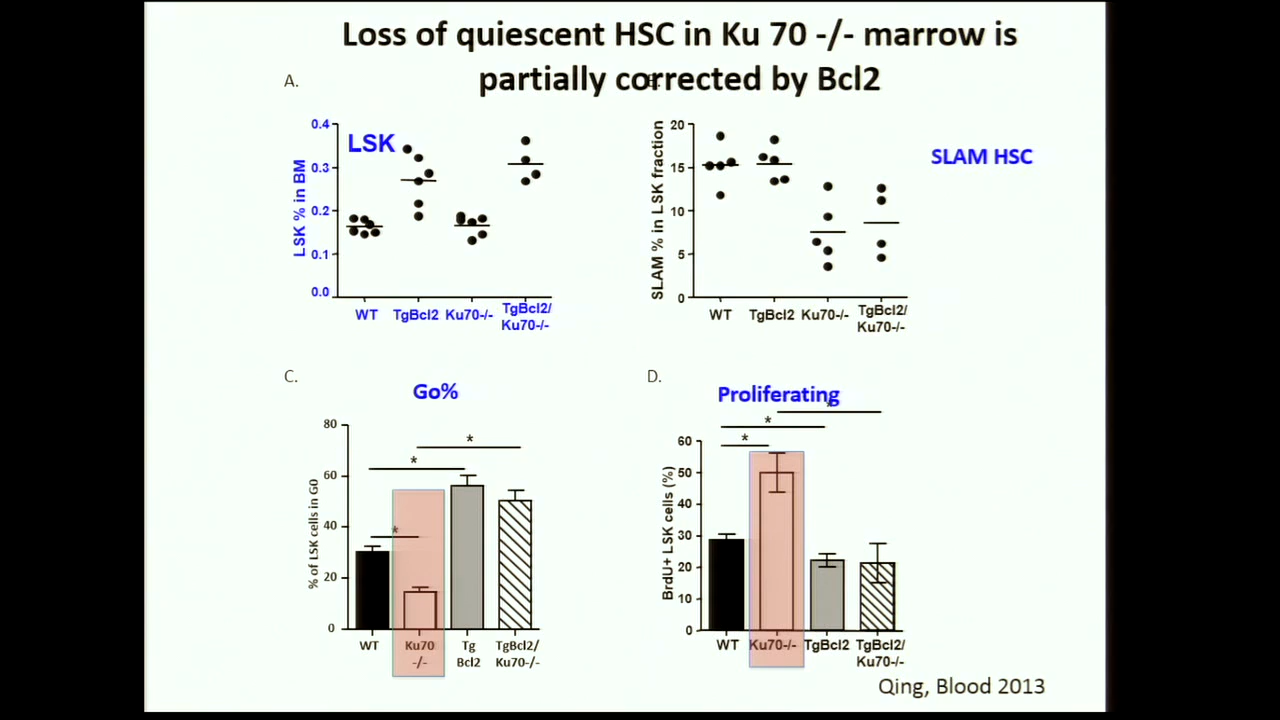 Loss of quiescent HSC in Ku 70 -/- marrow is
partially corrected by Bcl2
A.
LSK
LSK % in BM
0.4
0.3
0.2
0.1
0.0
WT TgBcl2 Ku70-/- TgBcl2/
Ku70-/-
B.
SLAM HSC
SLAM % in LSK fraction
20
15
10
5
0
WT TgBcl2 Ku70-/- TgBcl2/
Ku70-/-
C.
Go%
% of LSK cells in G0
80
60
40
20
0
* * *
WT Ku70 Tg TgBcl2/
-/- Bcl2 Ku70-/-
D.
Proliferating
BrdU+ LSK cells (%)
60
50
40
30
20
10
0
* * *
WT Ku70-/- TgBcl2 TgBcl2/
Ku70-/-
Qing, Blood 2013